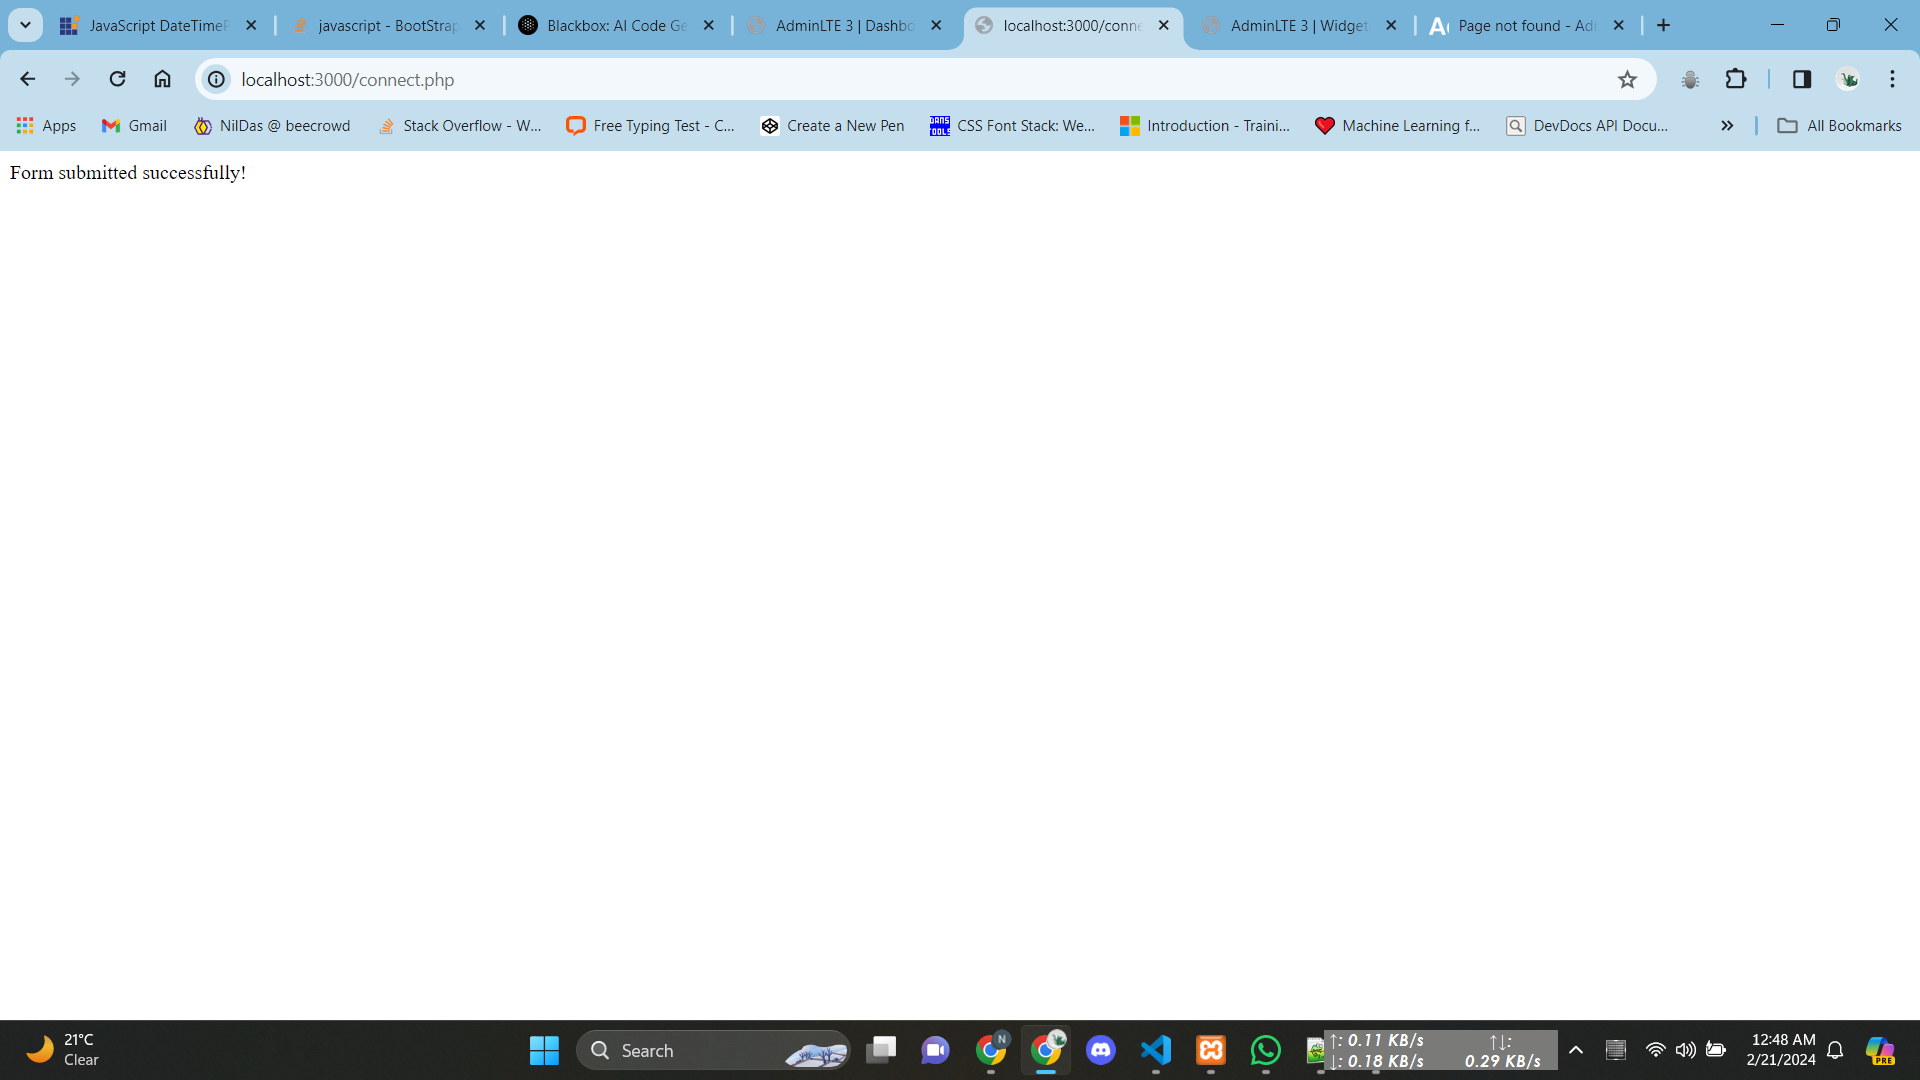 JavaScript DateTimeP
javascript - BootStrap
Blackbox: AI Code Ge
AdminLTE 3 | Dashbo
localhost:3000/conne
AdminLTE 3 | Widget
Page not found - Adr
localhost:3000/connect.php
Apps
Gmail
NilDas @ beecrowd
Stack Overflow - W...
Free Typing Test - C...
Create a New Pen
CSS Font Stack: We...
Introduction - Traini...
Machine Learning f...
DevDocs API Docu...
All Bookmarks
Form submitted successfully!
21°C
Clear
Search
↑: 0.11 KB/s
↓: 0.18 KB/s
↑↓:
0.29 KB/s
12:48 AM
2/21/2024
PRE